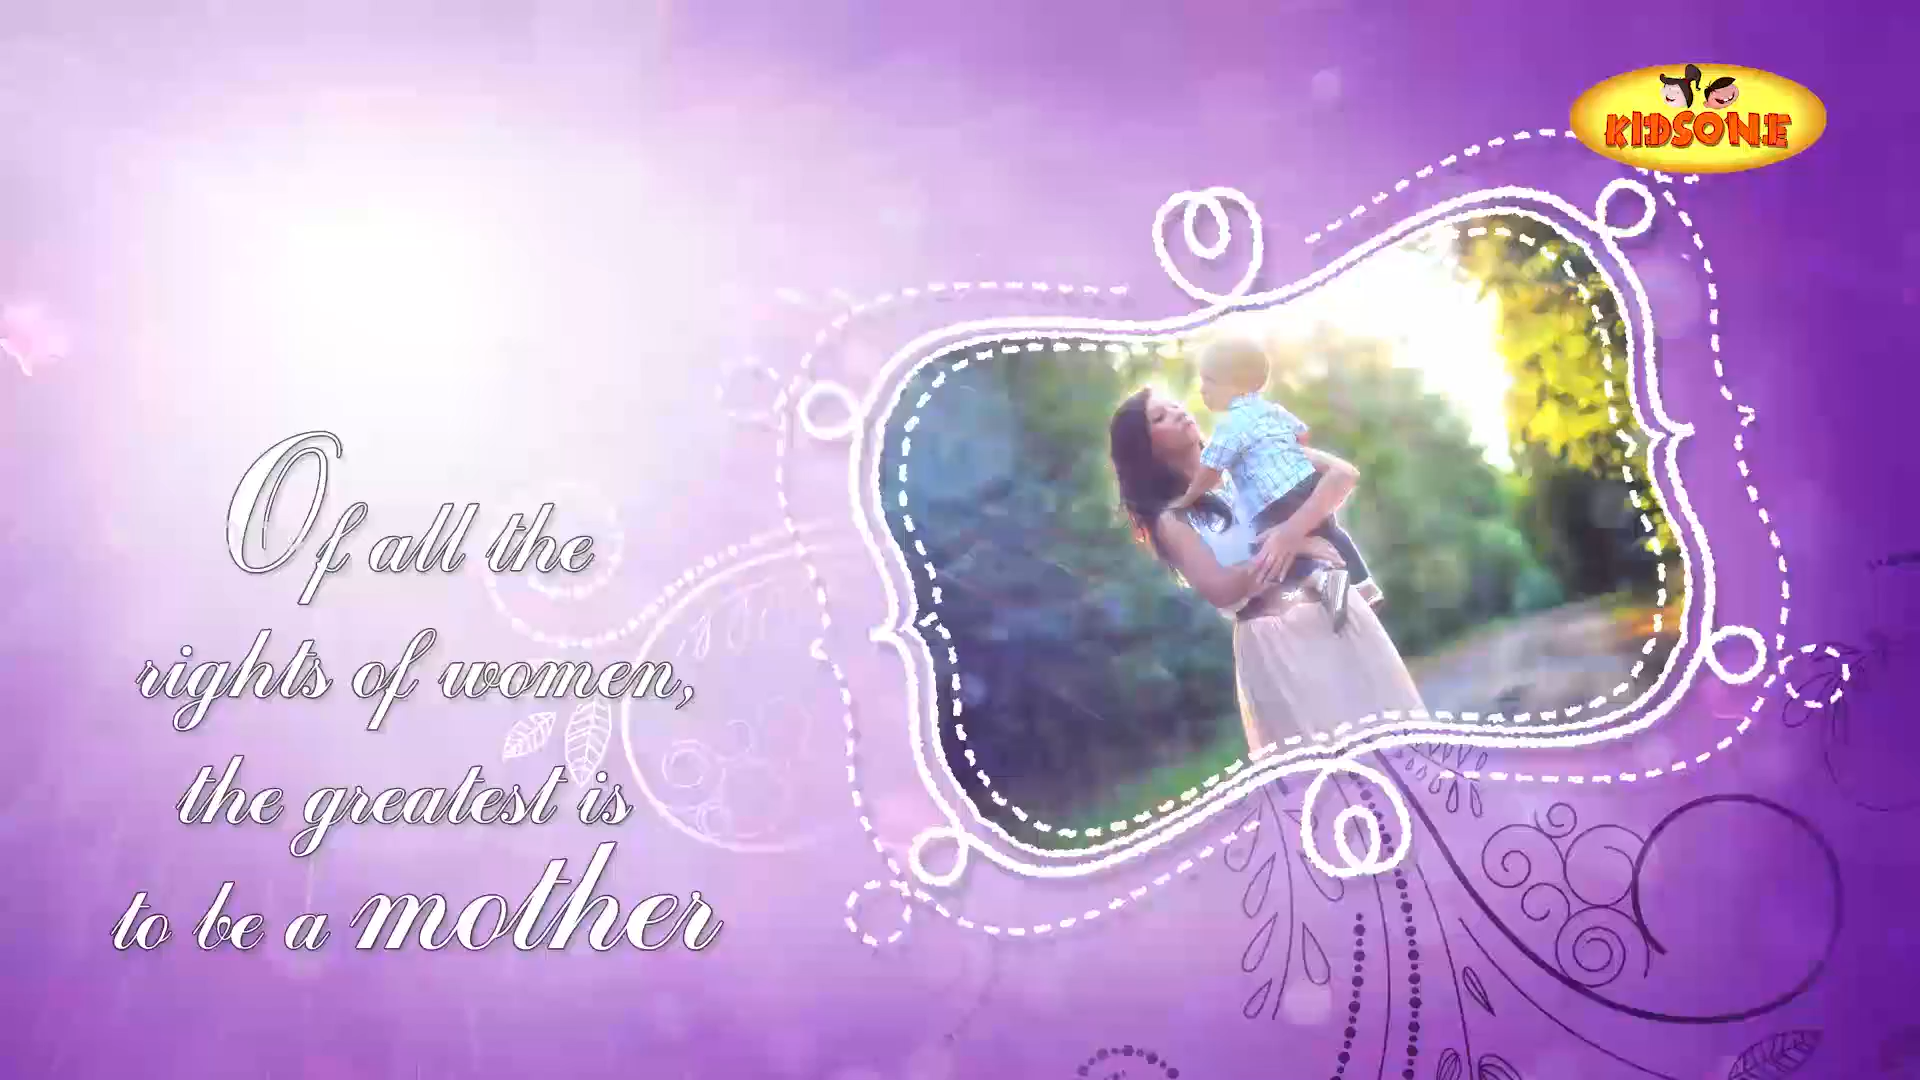 KIDSONE
Of all the
rights of women,
the greatest is
to be a mother